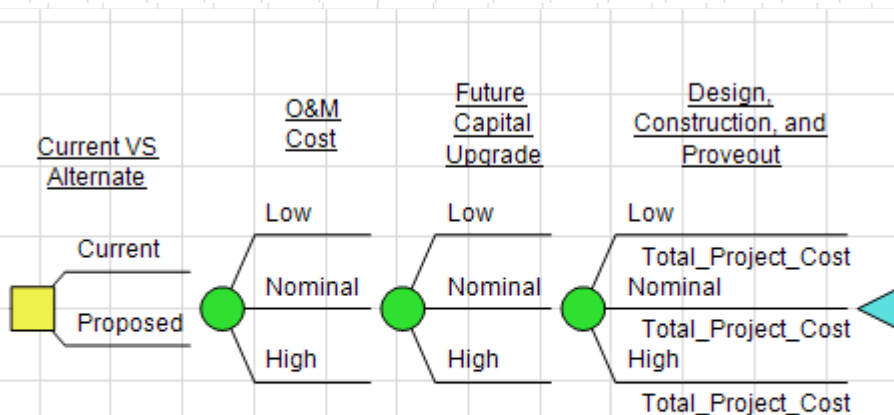 Current VS
Alternate
Current
Proposed
O&M
Cost
Low
Nominal
High
Future
Capital
Upgrade
Low
Nominal
High
Design,
Construction, and
Proveout
Low
Total_Project_Cost
Nominal
Total_Project_Cost
High
Total_Project_Cost